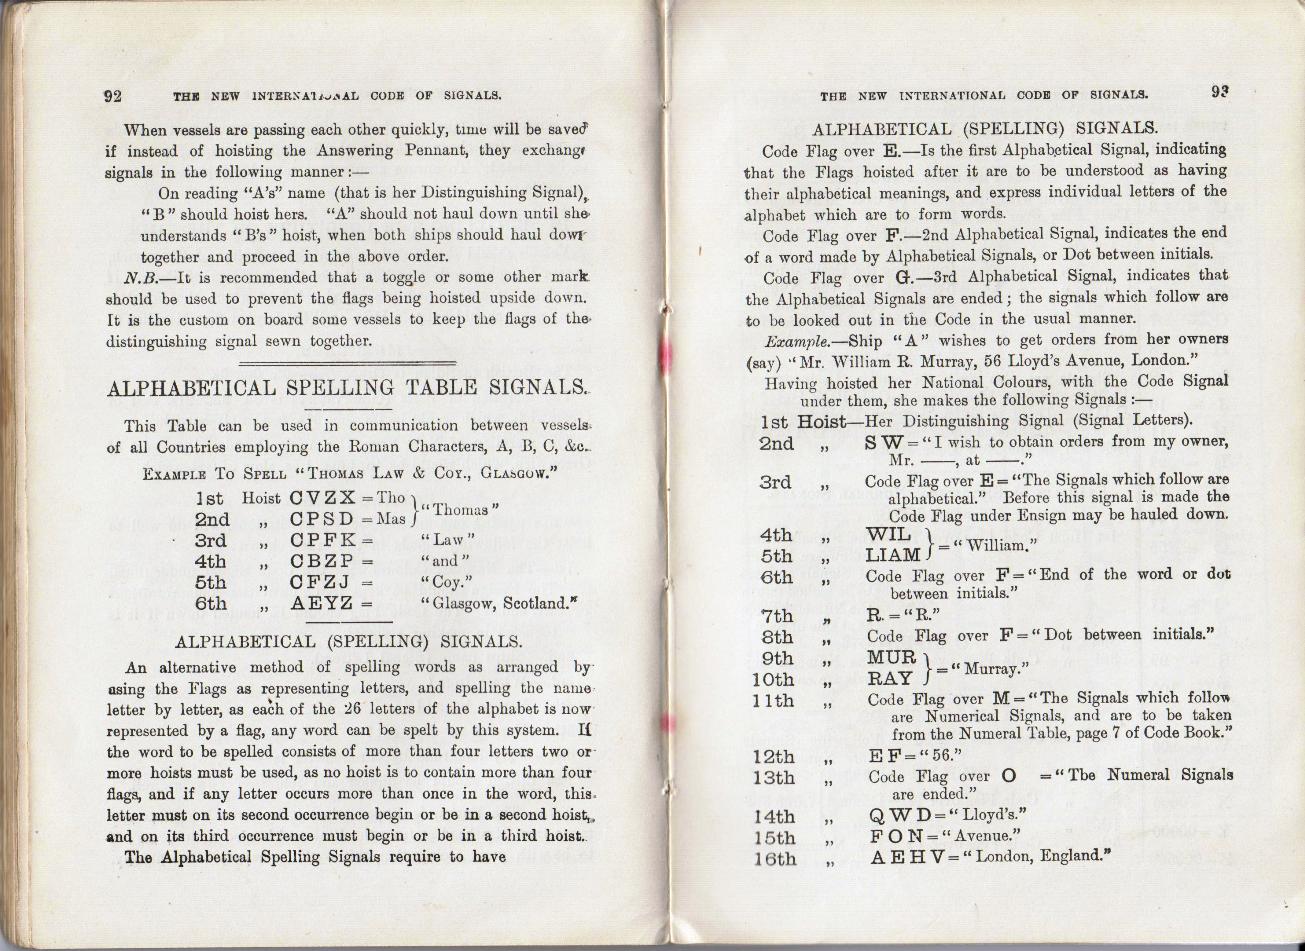 92 THE NEW INTERNATIONAL CODE OF SIGNALS.
When vessels are passing each other quickly, time will be saved
if instead of hoisting the Answering Pennant, they exchange
signals in the following manner:—
On reading “A’s” name (that is her Distinguishing Signal),
“B” should hoist hers. “A” should not haul down until she
understands “B’s” hoist, when both ships should haul down
together and proceed in the above order.
N.B.—It is recommended that a toggle or some other mark
should be used to prevent the flags being hoisted upside down.
It is the custom on board some vessels to keep the flags of the
distinguishing signal sewn together.
ALPHABETICAL SPELLING TABLE SIGNALS.
This Table can be used in communication between vessels
of all Countries employing the Roman Characters, A, B, C, &c.
EXAMPLE TO SPELL “THOMAS LAW & COY., GLASGOW.”
1st Hoist CVZX = Tho } “Thomas”
2nd „ CPSD = Mas
3rd „ CPFK = “Law”
4th „ CBZP = “and”
5th „ CFZJ = “Coy.”
6th „ AEYZ = “Glasgow, Scotland.”
ALPHABETICAL (SPELLING) SIGNALS.
An alternative method of spelling words as arranged by
using the Flags as representing letters, and spelling the name
letter by letter, as each of the 26 letters of the alphabet is now
represented by a flag, any word can be spelt by this system. If
the word to be spelled consists of more than four letters two or
more hoists must be used, as no hoist is to contain more than four
flags, and if any letter occurs more than once in the word, this
letter must on its second occurrence begin or be in a second hoist,
and on its third occurrence must begin or be in a third hoist.
The Alphabetical Spelling Signals require to have
THE NEW INTERNATIONAL CODE OF SIGNALS. 93
ALPHABETICAL (SPELLING) SIGNALS.
Code Flag over E.—Is the first Alphabetical Signal, indicating
that the Flags hoisted after it are to be understood as having
their alphabetical meanings, and express individual letters of the
alphabet which are to form words.
Code Flag over F.—2nd Alphabetical Signal, indicates the end
of a word made by Alphabetical Signals, or Dot between initials.
Code Flag over G.—3rd Alphabetical Signal, indicates that
the Alphabetical Signals are ended; the signals which follow are
to be looked out in the Code in the usual manner.
Example.—Ship “A” wishes to get orders from her owners
(say) “Mr. William R. Murray, 56 Lloyd’s Avenue, London.”
Having hoisted her National Colours, with the Code Signal
under them, she makes the following Signals:—
1st Hoist—Her Distinguishing Signal (Signal Letters).
2nd „ S W = “I wish to obtain orders from my owner,
Mr. ——, at ——.”
3rd „ Code Flag over E = “The Signals which follow are
alphabetical.” Before this signal is made the
Code Flag under Ensign may be hauled down.
4th „ WIL } = “William.”
5th „ LIAM
6th „ Code Flag over F = “End of the word or dot
between initials.”
7th „ R. = “R.”
8th „ Code Flag over F = “Dot between initials.”
9th „ MUR } = “Murray.”
10th „ RAY
11th „ Code Flag over M = “The Signals which follow
are Numerical Signals, and are to be taken
from the Numeral Table, page 7 of Code Book.”
12th „ E F = “56.”
13th „ Code Flag over O = “The Numeral Signals
are ended.”
14th „ Q W D = “Lloyd’s.”
15th „ F O N = “Avenue.”
16th „ A E H V = “London, England.”